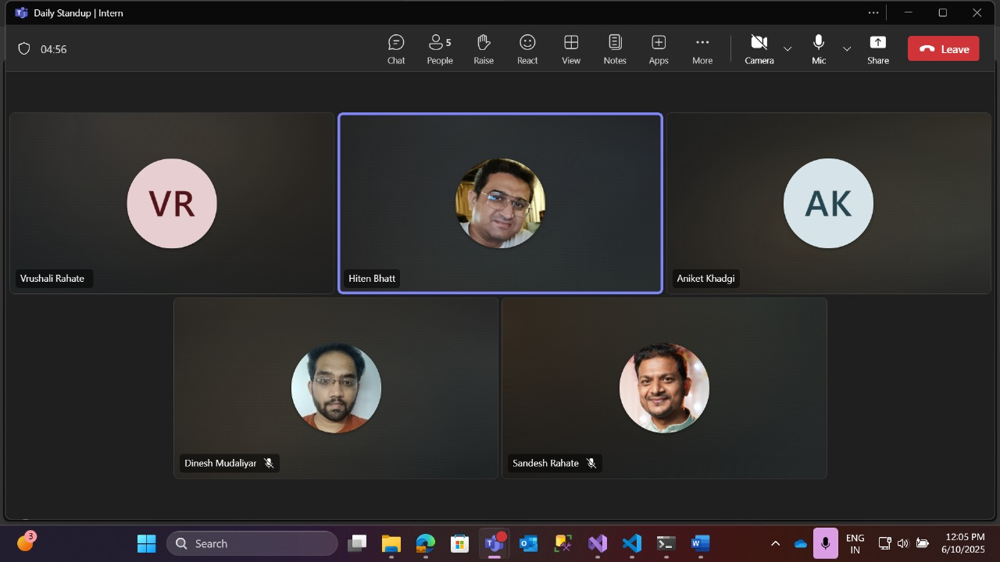 Daily Standup | Intern
04:56
Chat
People 5
Raise
React
View
Notes
Apps
More
Camera
Mic
Share
Leave
VR
Vrushali Rahate
Hiten Bhatt
AK
Aniket Khadgi
Dinesh Mudaliyar
Sandesh Rahate
3
Search
ENG
IN
12:05 PM
6/10/2025